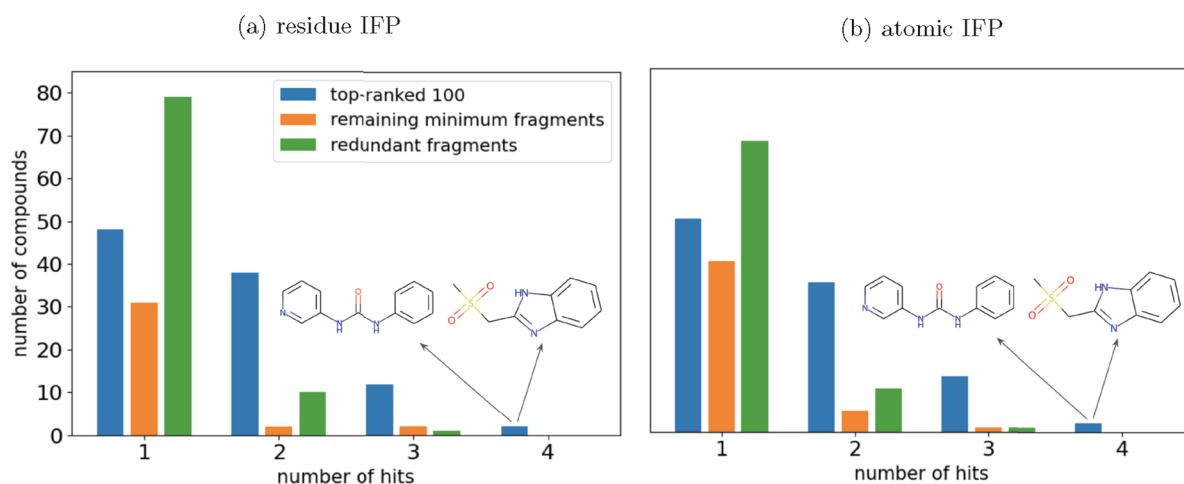 (a) residue IFP
(b) atomic IFP
number of compounds
80
70
60
50
40
30
20
10
0
top-ranked 100
remaining minimum fragments
redundant fragments
N
N
H
O
N
H
O
S
O
HN
N
1
2
3
4
number of hits
N
N
H
O
N
H
O
S
O
HN
N
1
2
3
4
number of hits